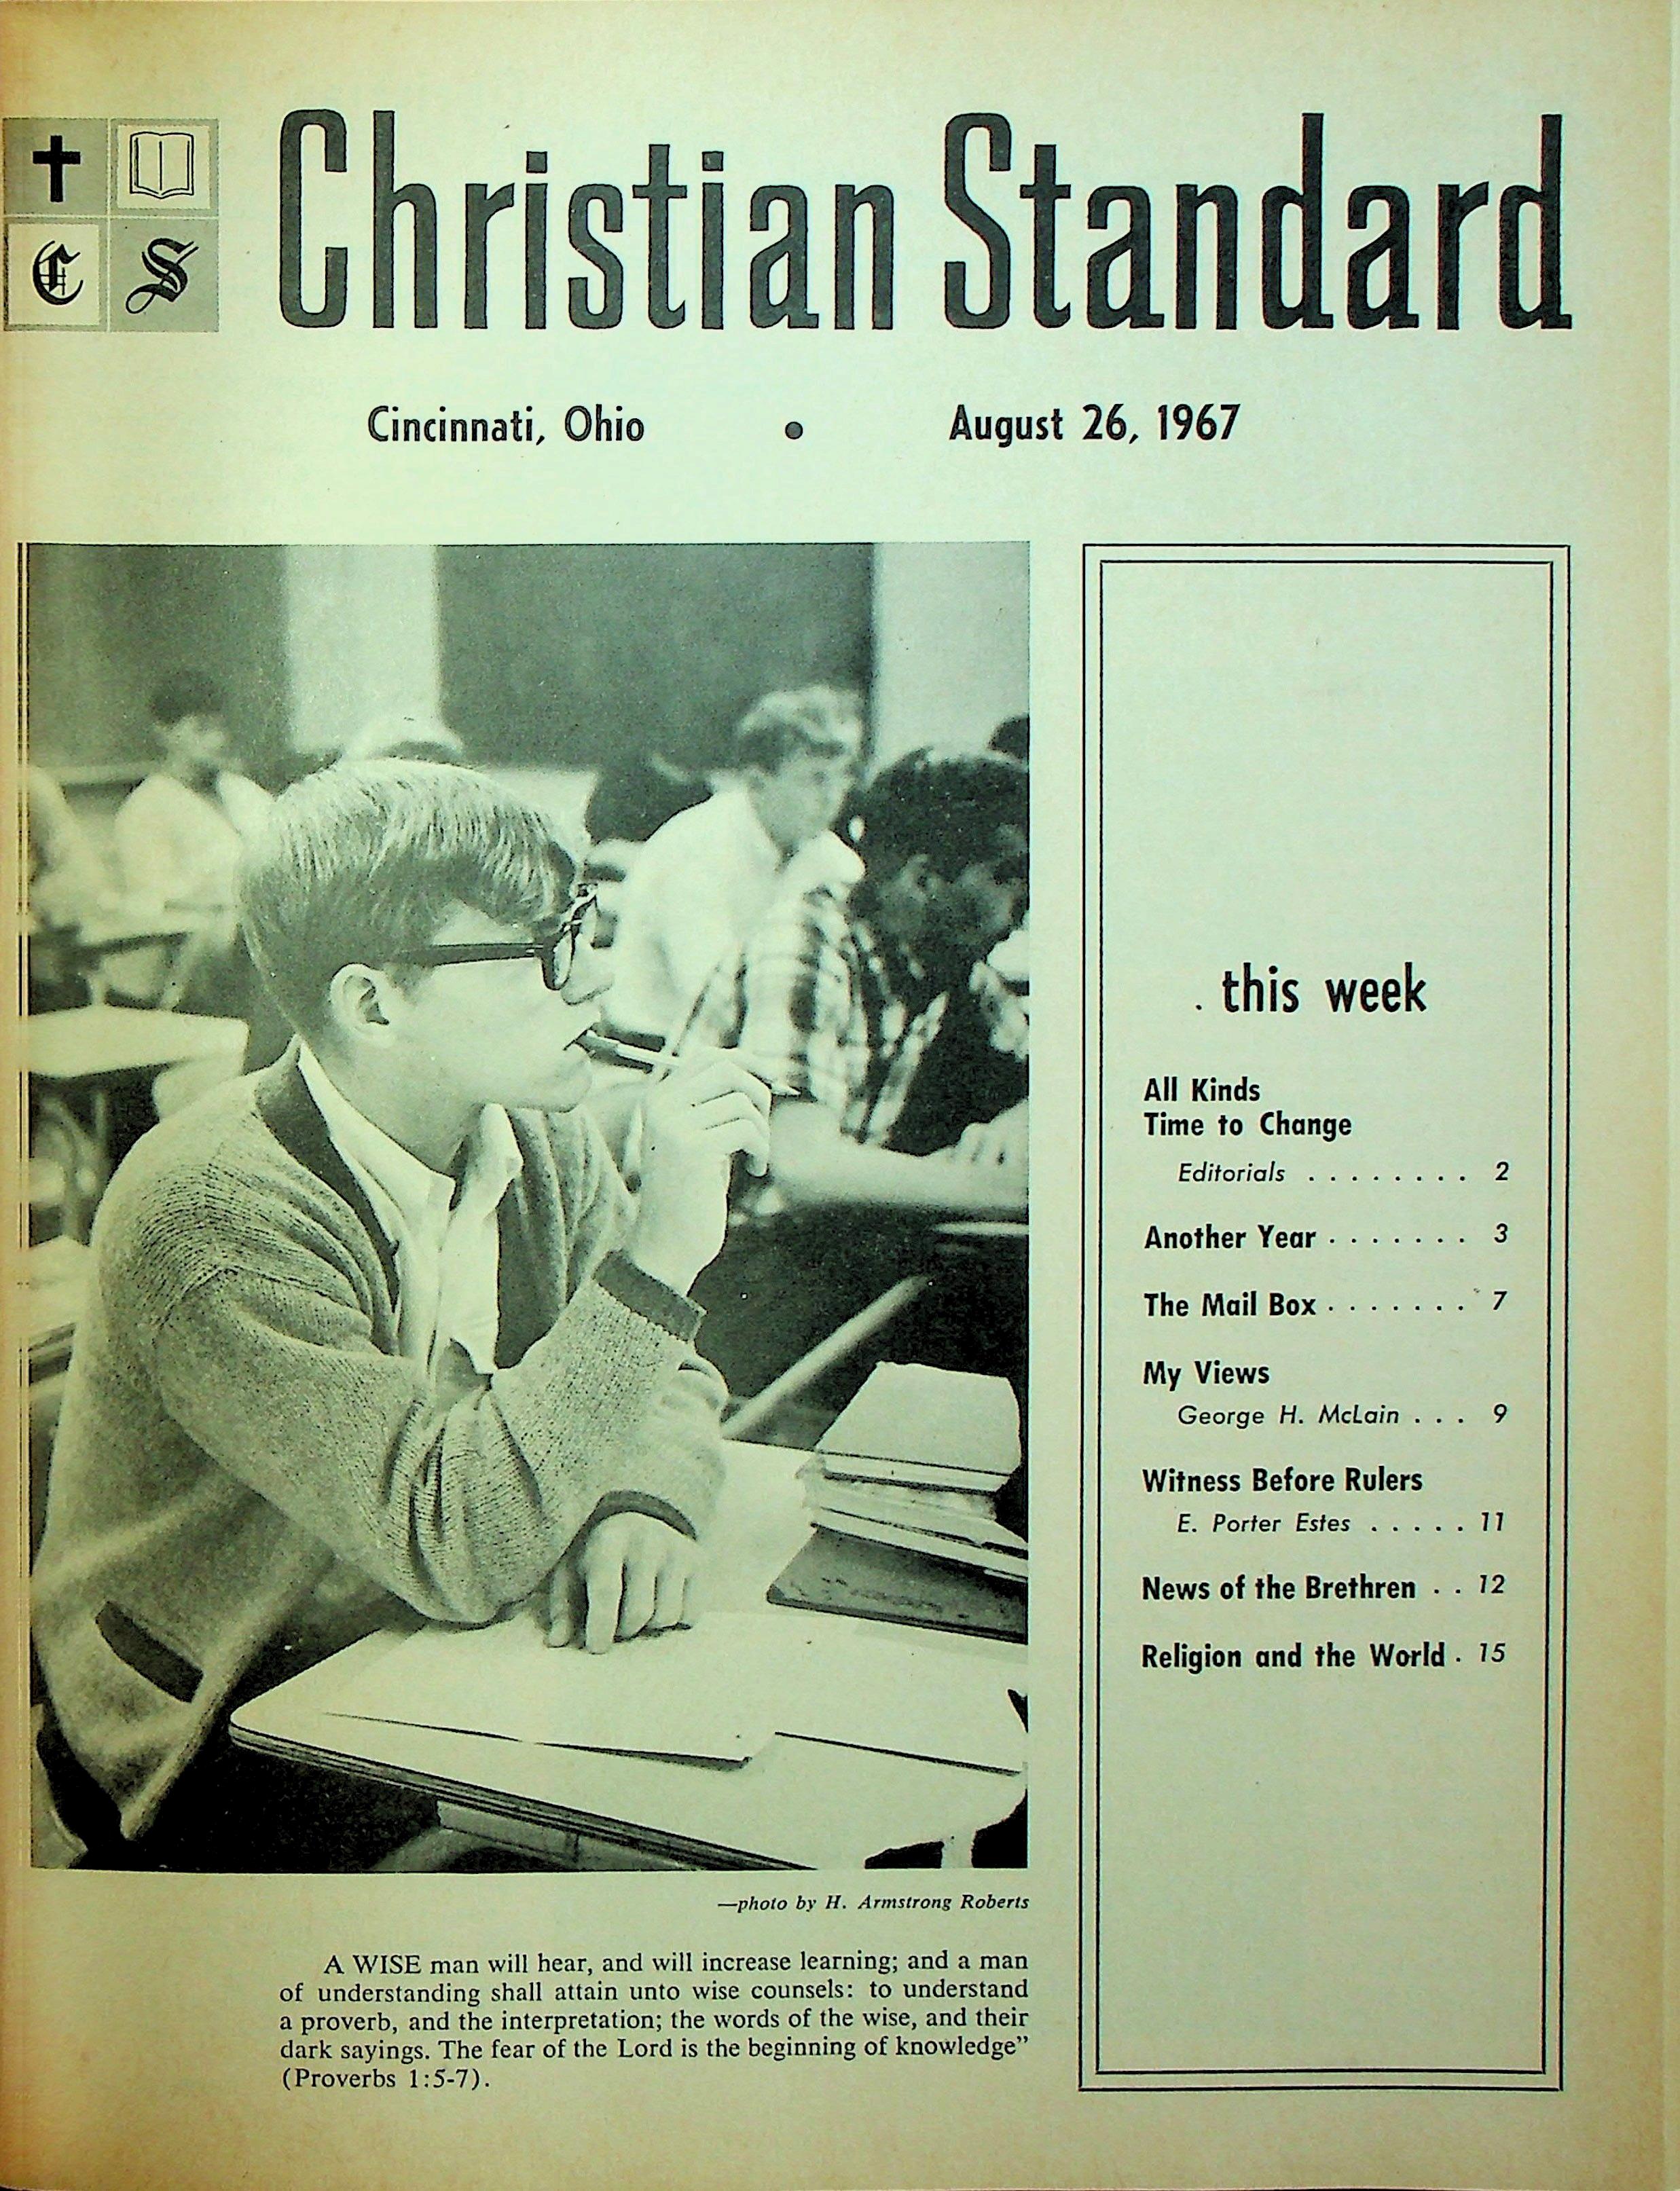 C S
Christian Standard
Cincinnati, Ohio • August 26, 1967
—photo by H. Armstrong Roberts
A WISE man will hear, and will increase learning; and a man
of understanding shall attain unto wise counsels: to understand
a proverb, and the interpretation; the words of the wise, and their
dark sayings. The fear of the Lord is the beginning of knowledge”
(Proverbs 1:5-7).
. this week
All Kinds
Time to Change
Editorials . . . . . . . . 2
Another Year . . . . . . . 3
The Mail Box . . . . . . . 7
My Views
George H. McLain . . . 9
Witness Before Rulers
E. Porter Estes . . . . . 11
News of the Brethren . . 12
Religion and the World . 15